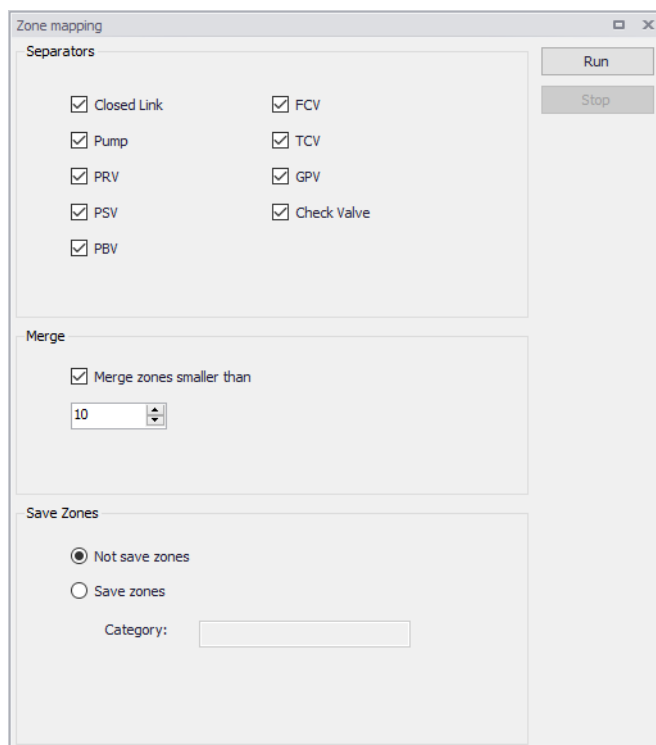 Zone mapping
Separators
Run
Closed Link
FCV
Stop
Pump
TCV
PRV
GPV
PSV
Check Valve
PBV
Merge
Merge zones smaller than
10
Save Zones
Not save zones
Save zones
Category: